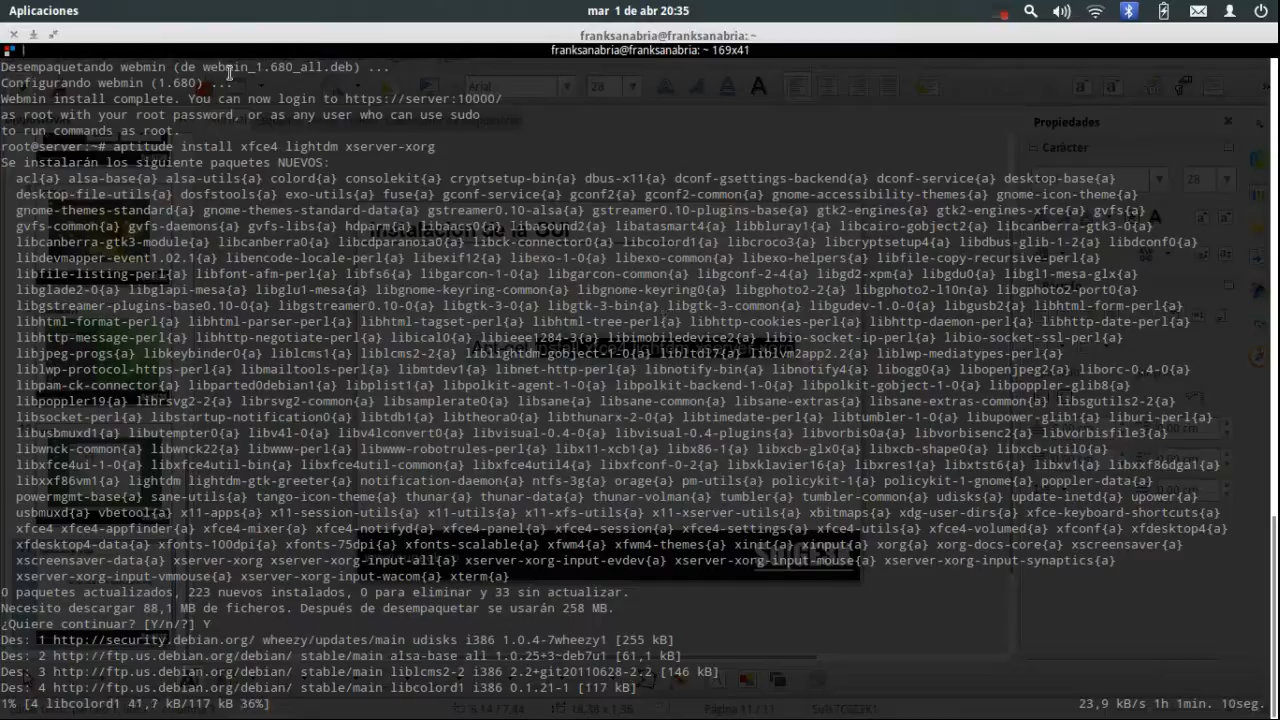 Aplicaciones
mar 1 de abr 20:35
franksanabria@franksanabria: ~
franksanabria@franksanabria: ~ 169x41
Desempaquetando webmin (de webmin_1.680_all.deb) ...
Configurando webmin (1.680) ...
Webmin install complete. You can now login to https://server:10000/
as root with your root password, or as any user who can use sudo
to run commands as root.
root@server:~# aptitude install xfce4 lightdm xserver-xorg
Se instalarán los siguiente paquetes NUEVOS:
acl{a} alsa-base{a} alsa-utils{a} colord{a} consolekit{a} cryptsetup-bin{a} dbus-x11{a} dconf-gsettings-backend{a} dconf-service{a} desktop-base{a}
desktop-file-utils{a} dosfstools{a} exo-utils{a} fuse{a} gconf-service{a} gconf2{a} gconf2-common{a} gnome-accessibility-themes{a} gnome-icon-theme{a}
gnome-themes-standard{a} gnome-themes-standard-data{a} gstreamer0.10-alsa{a} gstreamer0.10-plugins-base{a} gtk2-engines{a} gtk2-engines-xfce{a} gvfs{a}
gvfs-common{a} gvfs-daemons{a} gvfs-libs{a} hdparm{a} libaacs0{a} libasound2{a} libatasmart4{a} libbluray1{a} libcairo-gobject2{a} libcanberra-gtk3-0{a}
libcanberra-gtk3-module{a} libcanberra0{a} libcdparanoia0{a} libck-connector0{a} libcolord1{a} libcroco3{a} libcryptsetup4{a} libdbus-glib-1-2{a} libdconf0{a}
libdevmapper-event1.02.1{a} libencode-locale-perl{a} libexif12{a} libexo-1-0{a} libexo-common{a} libexo-helpers{a} libfile-copy-recursive-perl{a}
libfile-listing-perl{a} libfont-afm-perl{a} libfs6{a} libgarcon-1-0{a} libgarcon-common{a} libgconf-2-4{a} libgd2-xpm{a} libgdu0{a} libgl1-mesa-glx{a}
libglade2-0{a} libglapi-mesa{a} libglu1-mesa{a} libgnome-keyring-common{a} libgnome-keyring0{a} libgphoto2-2{a} libgphoto2-l10n{a} libgphoto2-port0{a}
libgstreamer-plugins-base0.10-0{a} libgstreamer0.10-0{a} libgtk-3-0{a} libgtk-3-bin{a} libgtk-3-common{a} libgudev-1.0-0{a} libgusb2{a} libhtml-form-perl{a}
libhtml-format-perl{a} libhtml-parser-perl{a} libhtml-tagset-perl{a} libhtml-tree-perl{a} libhttp-cookies-perl{a} libhttp-daemon-perl{a} libhttp-date-perl{a}
libhttp-message-perl{a} libhttp-negotiate-perl{a} libical0{a} libieee1284-3{a} libimobiledevice2{a} libio-socket-ip-perl{a} libio-socket-ssl-perl{a}
libjpeg-progs{a} libkeybinder0{a} liblcms1{a} liblcms2-2{a} liblightdm-gobject-1-0{a} libltdl7{a} liblvm2app2.2{a} liblwp-mediatypes-perl{a}
liblwp-protocol-https-perl{a} libmailtools-perl{a} libmtdev1{a} libnet-http-perl{a} libnotify-bin{a} libnotify4{a} libogg0{a} libopenjpeg2{a} liborc-0.4-0{a}
libpam-ck-connector{a} libparted0debian1{a} libplist1{a} libpolkit-agent-1-0{a} libpolkit-backend-1-0{a} libpolkit-gobject-1-0{a} libpoppler-glib8{a}
libpoppler19{a} librsvg2-2{a} librsvg2-common{a} libsamplerate0{a} libsane{a} libsane-common{a} libsane-extras{a} libsane-extras-common{a} libsgutils2-2{a}
libsocket-perl{a} libstartup-notification0{a} libtdb1{a} libtheora0{a} libthunarx-2-0{a} libtimedate-perl{a} libtumbler-1-0{a} libupower-glib1{a} liburi-perl{a}
libusbmuxd1{a} libutempter0{a} libv4l-0{a} libv4lconvert0{a} libvisual-0.4-0{a} libvisual-0.4-plugins{a} libvorbis0a{a} libvorbisenc2{a} libvorbisfile3{a}
libwnck-common{a} libwnck22{a} libwww-perl{a} libwww-robotrules-perl{a} libx11-xcb1{a} libx86-1{a} libxcb-glx0{a} libxcb-shape0{a} libxcb-util0{a}
libxfce4ui-1-0{a} libxfce4util-bin{a} libxfce4util-common{a} libxfce4util4{a} libxfconf-0-2{a} libxklavier16{a} libxres1{a} libxtst6{a} libxv1{a} libxxf86dga1{a}
libxxf86vm1{a} lightdm lightdm-gtk-greeter{a} notification-daemon{a} ntfs-3g{a} orage{a} pm-utils{a} policykit-1{a} policykit-1-gnome{a} poppler-data{a}
powermgmt-base{a} sane-utils{a} tango-icon-theme{a} thunar{a} thunar-data{a} thunar-volman{a} tumbler{a} tumbler-common{a} udisks{a} update-inetd{a} upower{a}
usbmuxd{a} vbetool{a} x11-apps{a} x11-session-utils{a} x11-utils{a} x11-xfs-utils{a} x11-xserver-utils{a} xbitmaps{a} xdg-user-dirs{a} xfce-keyboard-shortcuts{a}
xfce4 xfce4-appfinder{a} xfce4-mixer{a} xfce4-notifyd{a} xfce4-panel{a} xfce4-session{a} xfce4-settings{a} xfce4-utils{a} xfce4-volumed{a} xfconf{a} xfdesktop4{a}
xfdesktop4-data{a} xfonts-100dpi{a} xfonts-75dpi{a} xfonts-scalable{a} xfwm4{a} xfwm4-themes{a} xinit{a} xinput{a} xorg{a} xorg-docs-core{a} xscreensaver{a}
xscreensaver-data{a} xserver-xorg xserver-xorg-input-all{a} xserver-xorg-input-evdev{a} xserver-xorg-input-mouse{a} xserver-xorg-input-synaptics{a}
xserver-xorg-input-vmmouse{a} xserver-xorg-input-wacom{a} xterm{a}
0 paquetes actualizados, 223 nuevos instalados, 0 para eliminar y 33 sin actualizar.
Necesito descargar 88,1 MB de ficheros. Después de desempaquetar se usarán 258 MB.
¿Quiere continuar? [Y/n/?] Y
Des: 1 http://security.debian.org/ wheezy/updates/main udisks i386 1.0.4-7wheezy1 [255 kB]
Des: 2 http://ftp.us.debian.org/debian/ stable/main alsa-base all 1.0.25+3~deb7u1 [61,1 kB]
Des: 3 http://ftp.us.debian.org/debian/ stable/main liblcms2-2 i386 2.2+git20110628-2.2 [146 kB]
Des: 4 http://ftp.us.debian.org/debian/ stable/main libcolord1 i386 0.1.21-1 [117 kB]
1% [4 libcolord1 41,7 kB/117 kB 36%]
23,9 kB/s 1h 1min. 10seg.
Arial
28
Propiedades
Carácter
28
Instalación de la GUI
Página 11 / 11